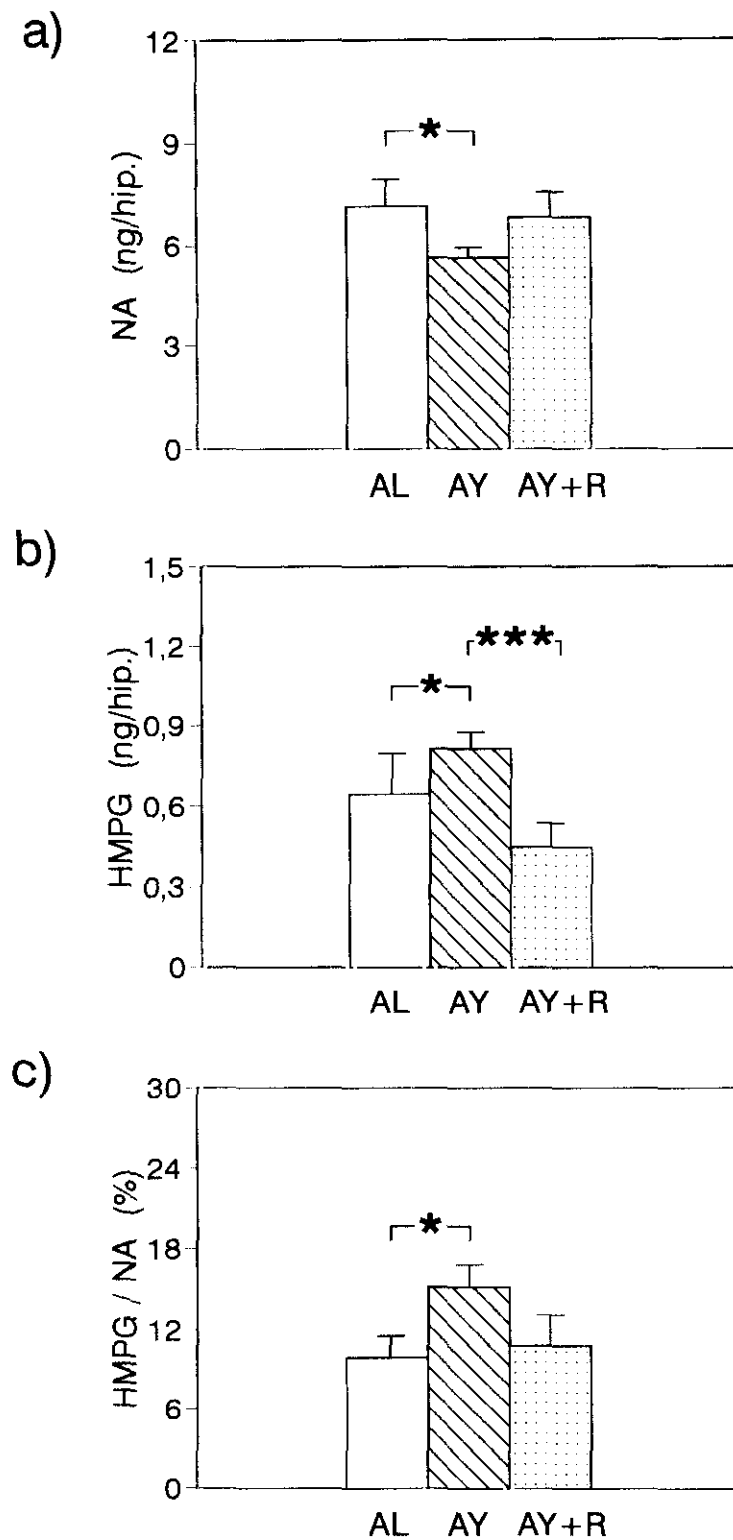 a)
12
9
6
3
0
NA (ng/hip.)
*
AL AY AY+R
b)
1,5
1,2
0,9
0,6
0,3
0
HMPG (ng/hip.)
***
*
AL AY AY+R
c)
30
24
18
12
6
0
HMPG / NA (%)
*
AL AY AY+R